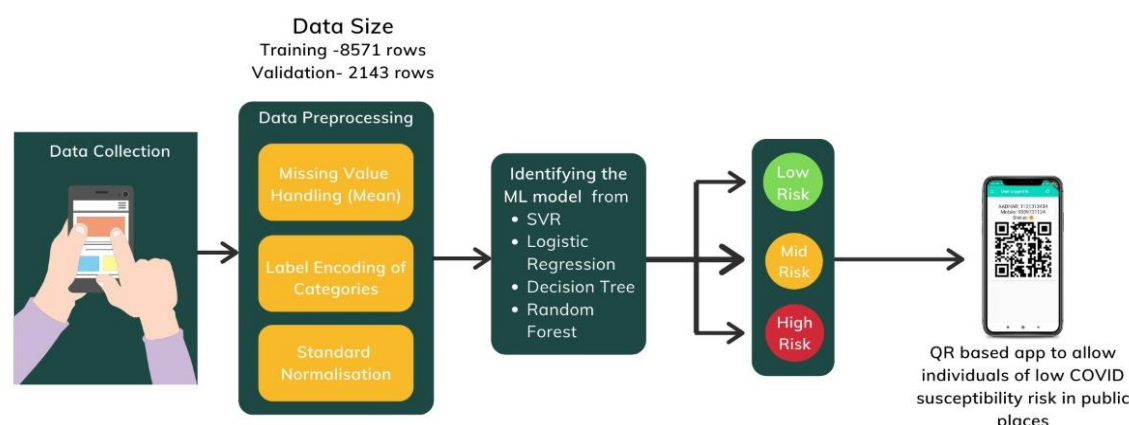 Data Size
Training -8571 rows
Validation- 2143 rows
Data Collection
Data Preprocessing
Missing Value
Handling (Mean)
Label Encoding of
Categories
Standard
Normalisation
Identifying the
ML model from
• SVR
• Logistic
Regression
• Decision Tree
• Random
Forest
Low
Risk
Mid
Risk
High
Risk
Mobile:
Status:
QR based app to allow
individuals of low COVID
susceptibility risk in public
places